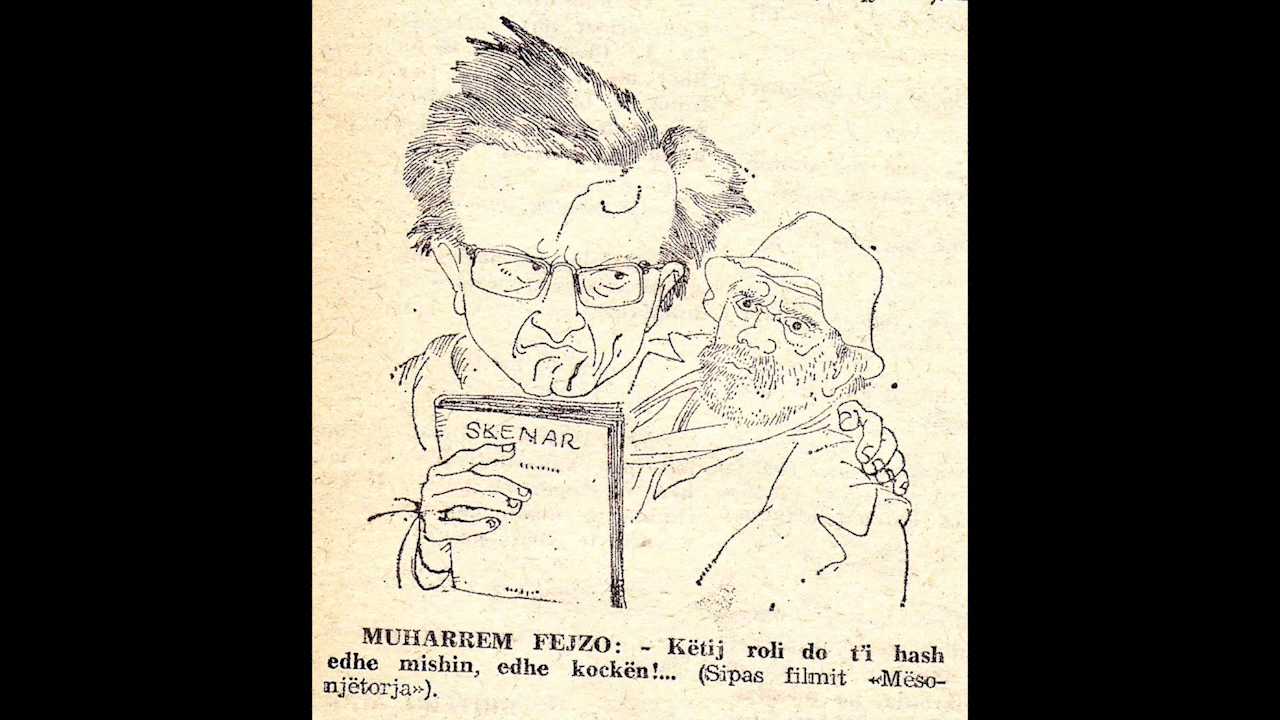 SKENAR
MUHARREM FEJZO: - Këtij roli do t'i hash
edhe mishin, edhe kockën!... (Sipas filmit «Mëso-
njëtorja»).